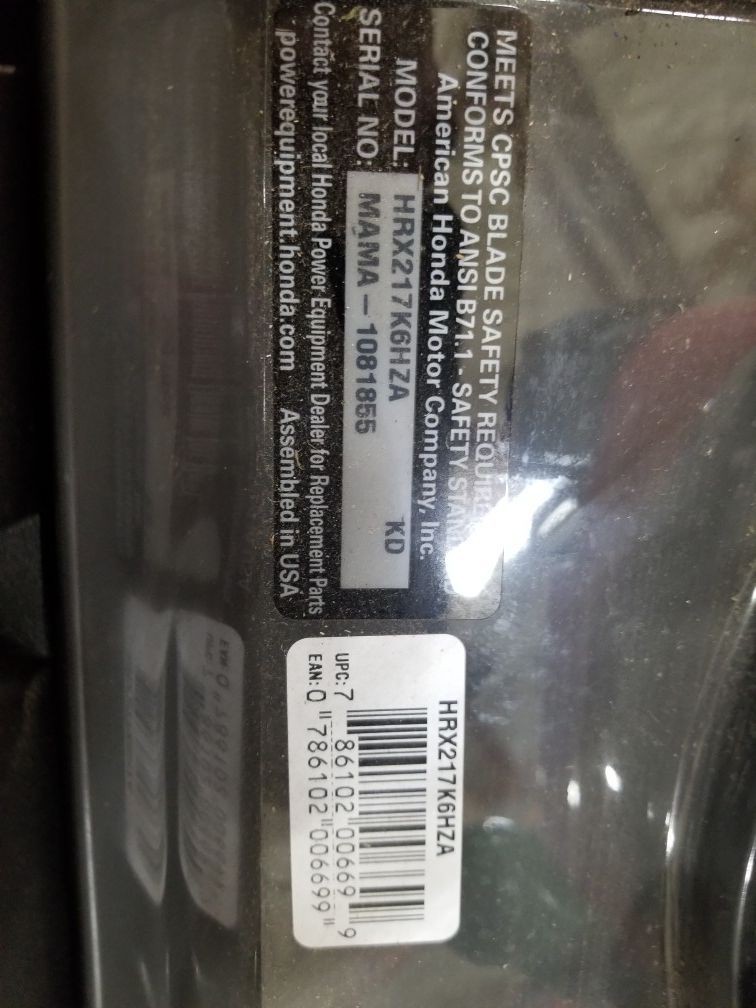 MEETS CPSC BLADE SAFETY REQUIRE
CONFORMS TO ANSI B71.1 SAFETY STAN
American Honda Motor Company, Inc.
MODEL: HRX217K6HZA KD
SERIAL NO: MAMA – 1081855
Contact your local Honda Power Equipment Dealer for Replacement Parts
powerequipment.honda.com Assembled in USA
HRX217K6HZA
UPC: 7 86102 00669 9
EAN: 0 "786102"006699"